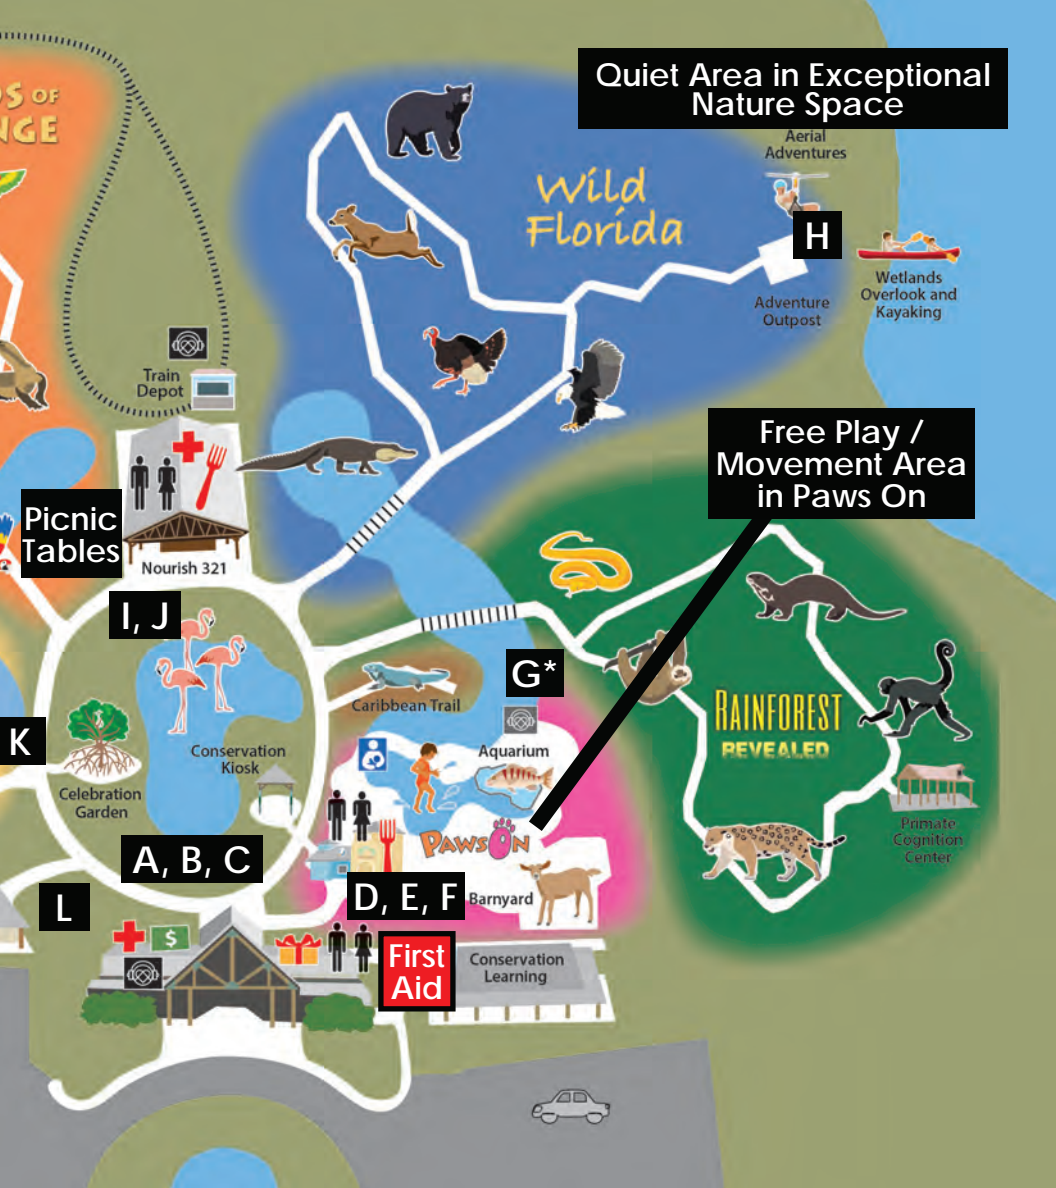 Quiet Area in Exceptional
Nature Space
OF
NGE
Aerial
Adventures
Wild
Florida
H
Wetlands
Overlook and
Kayaking
Adventure
Outpost
Train
Depot
Free Play /
Movement Area
in Paws On
Picnic
Tables
Nourish 321
I, J
G*
Caribbean Trail
RAINFOREST
REVEALED
K
Conservation
Kiosk
Aquarium
Celebration
Garden
PAWSON
Primate
Cognition
Center
A, B, C
L
D, E, F
Barnyard
$
First
Aid
Conservation
Learning